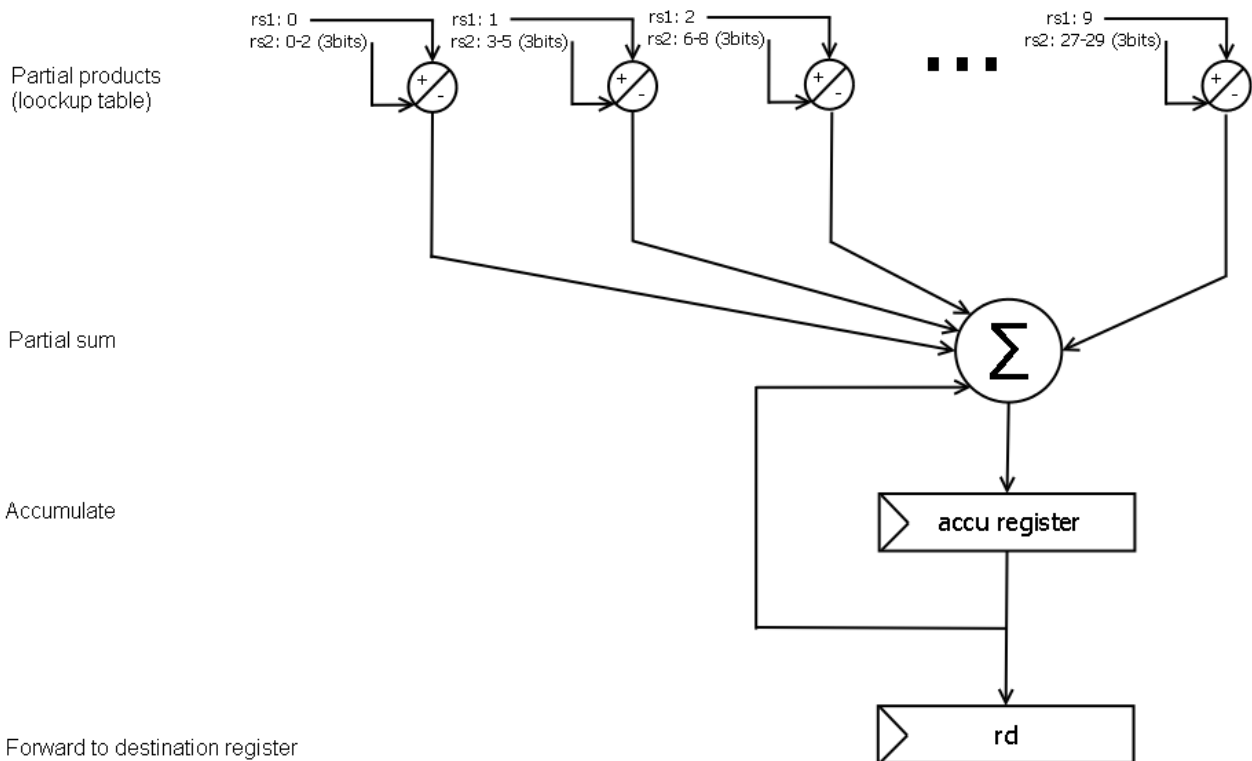 rs1: 0
rs2: 0-2 (3bits)
rs1: 1
rs2: 3-5 (3bits)
rs1: 2
rs2: 6-8 (3bits)
rs1: 9
rs2: 27-29 (3bits)
Partial products
(loockup table)
+
-
+
-
+
-
+
-
Partial sum
Σ
Accumulate
accu register
rd
Forward to destination register